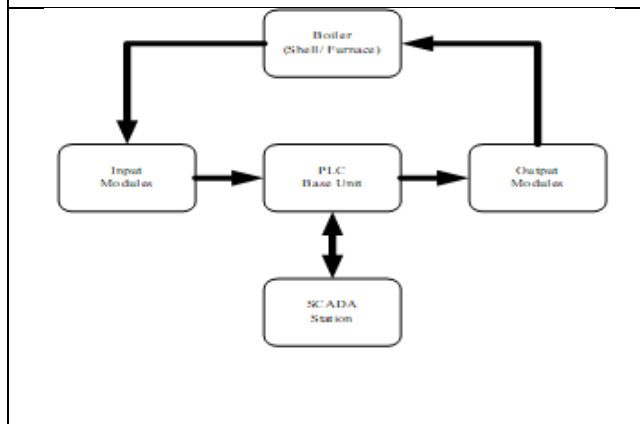 Boiler
(Shell/ Furnace)
Input
Modules
PLC
Base Unit
Output
Modules
SCADA
Station